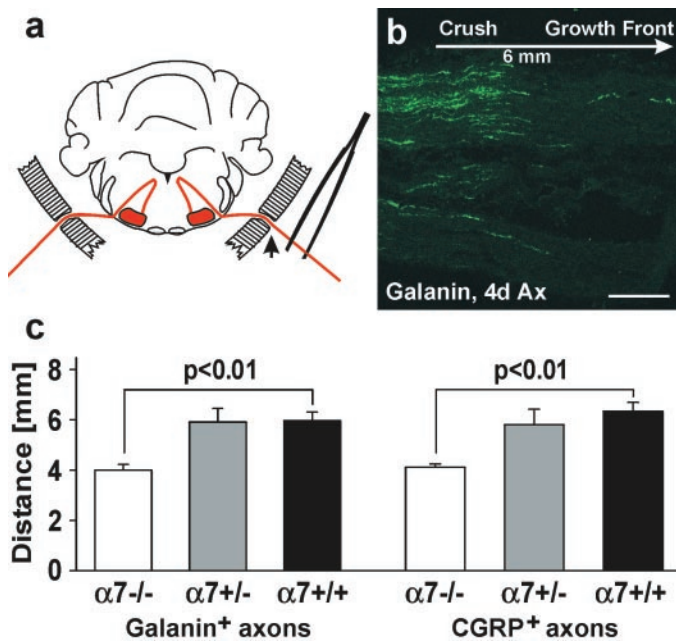 a
b
Crush Growth Front
6 mm
Galanin, 4d Ax
c
Distance [mm]
8
6
4
2
0
p<0.01 p<0.01
α7-/- α7+/- α7+/+ α7-/- α7+/- α7+/+
Galanin⁺ axons CGRP⁺ axons